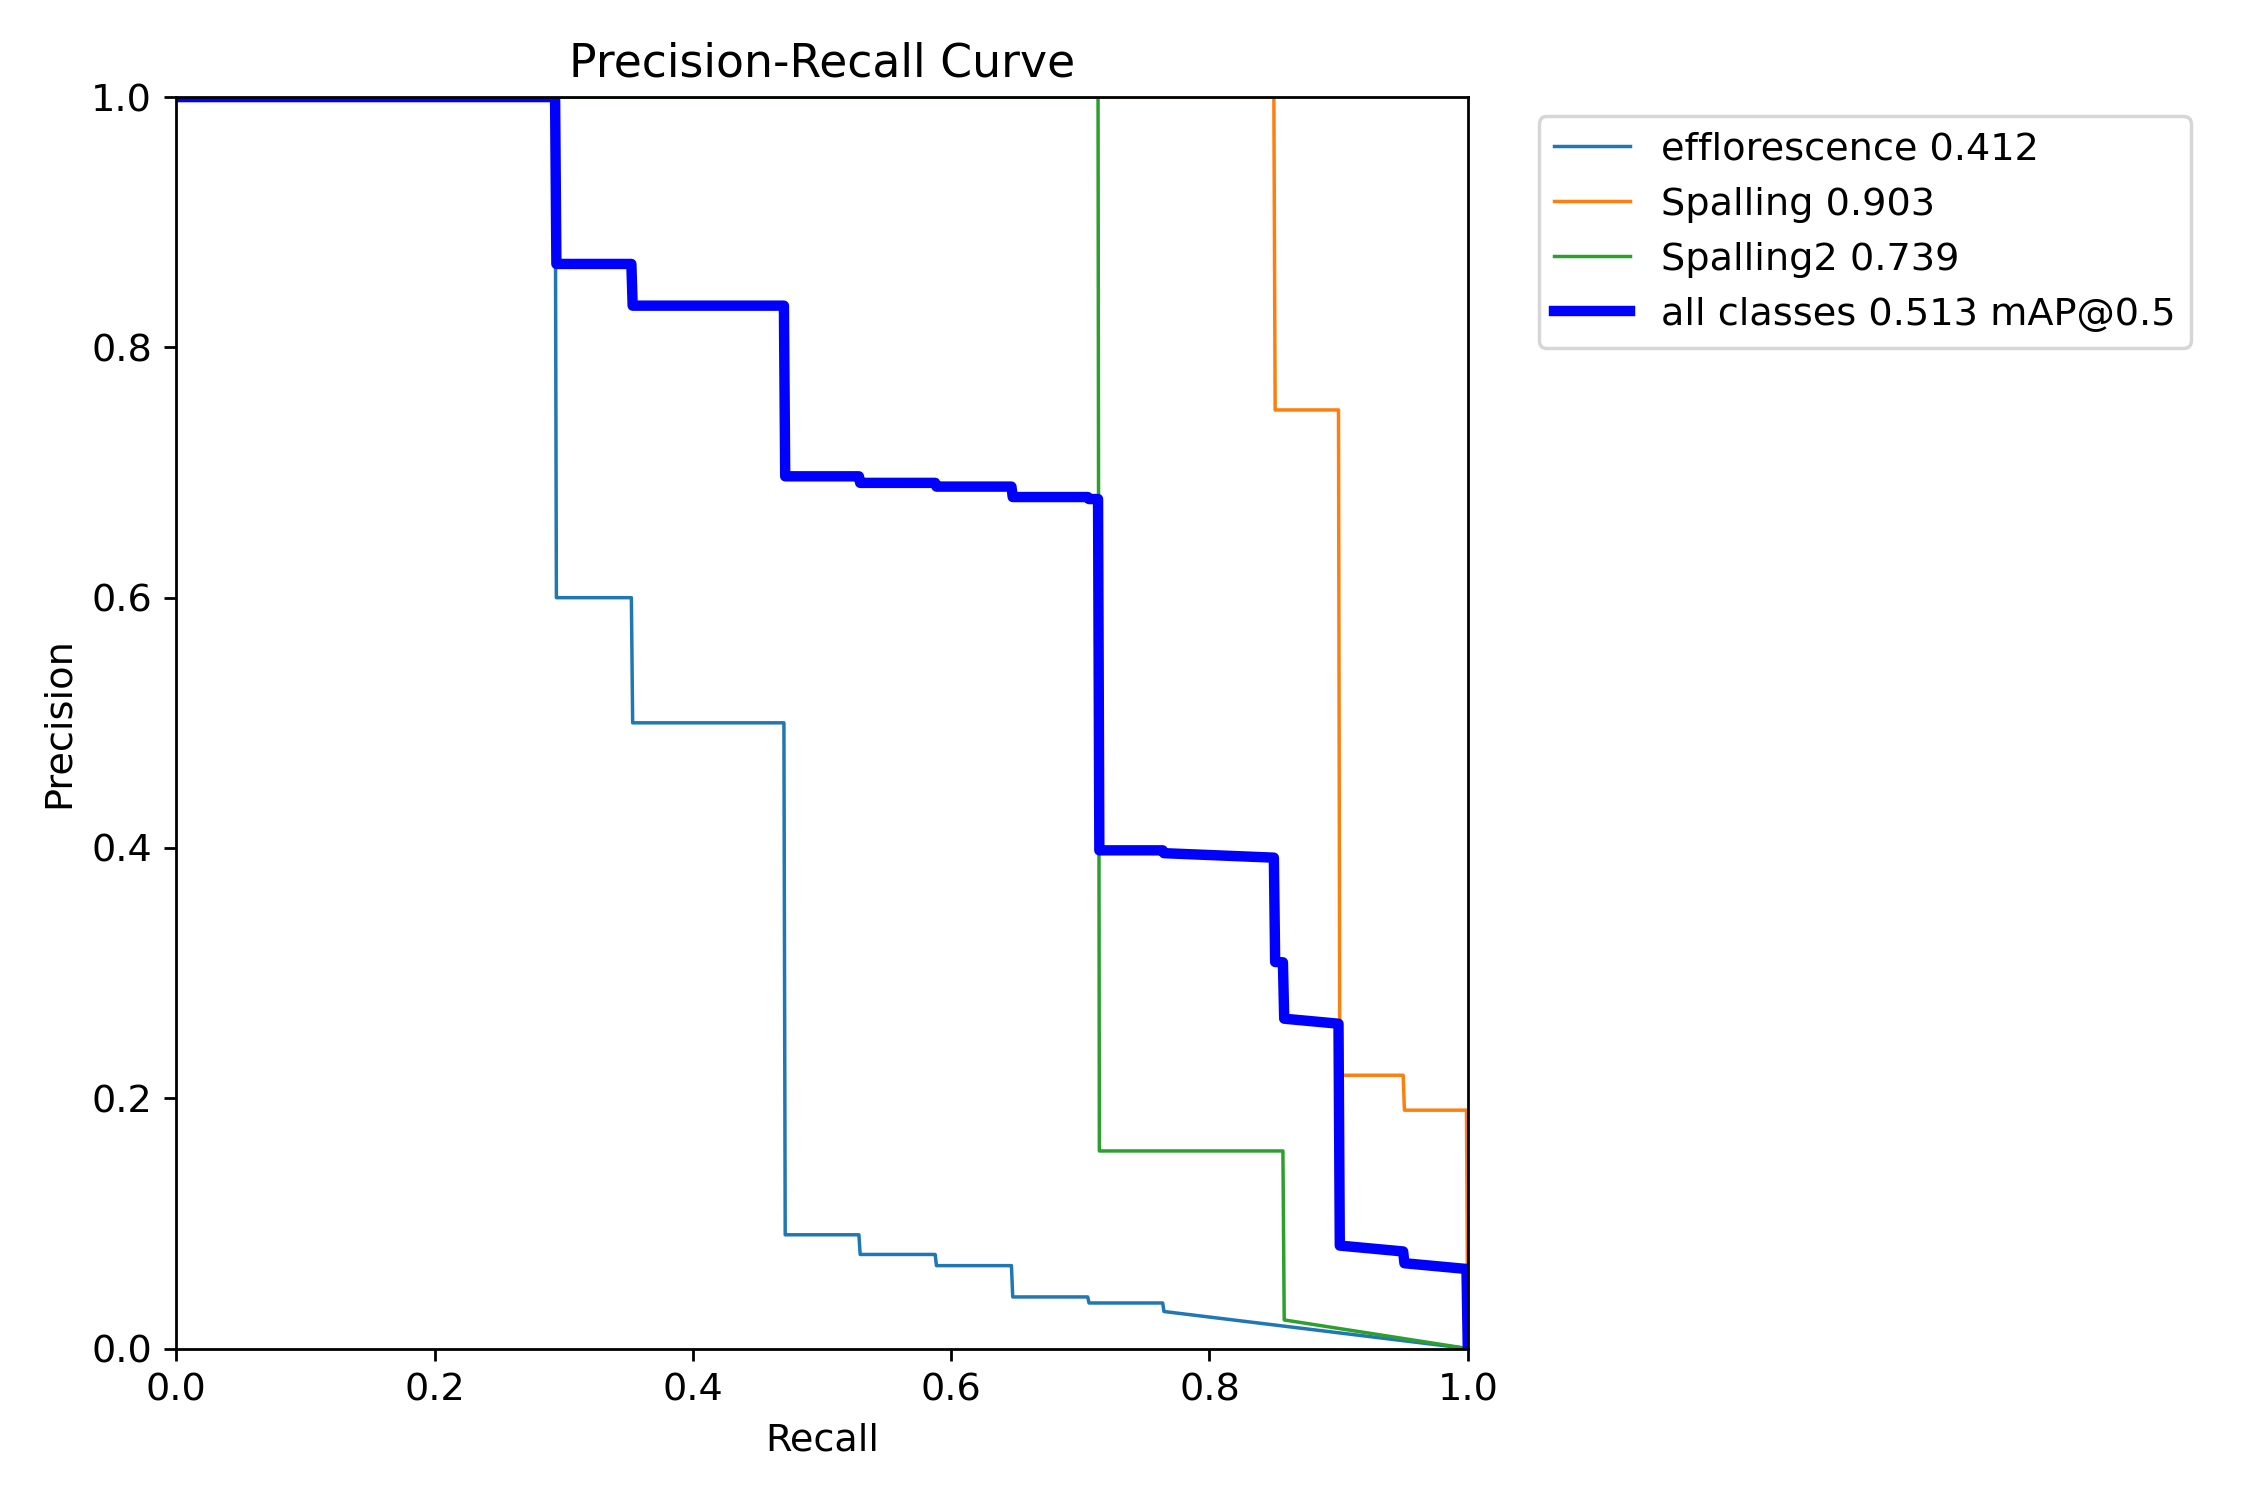 Precision-Recall Curve
1.0
0.8
0.6
0.4
0.2
0.0
Precision
0.0 0.2 0.4 0.6 0.8 1.0
Recall
efflorescence 0.412
Spalling 0.903
Spalling2 0.739
all classes 0.513 mAP@0.5